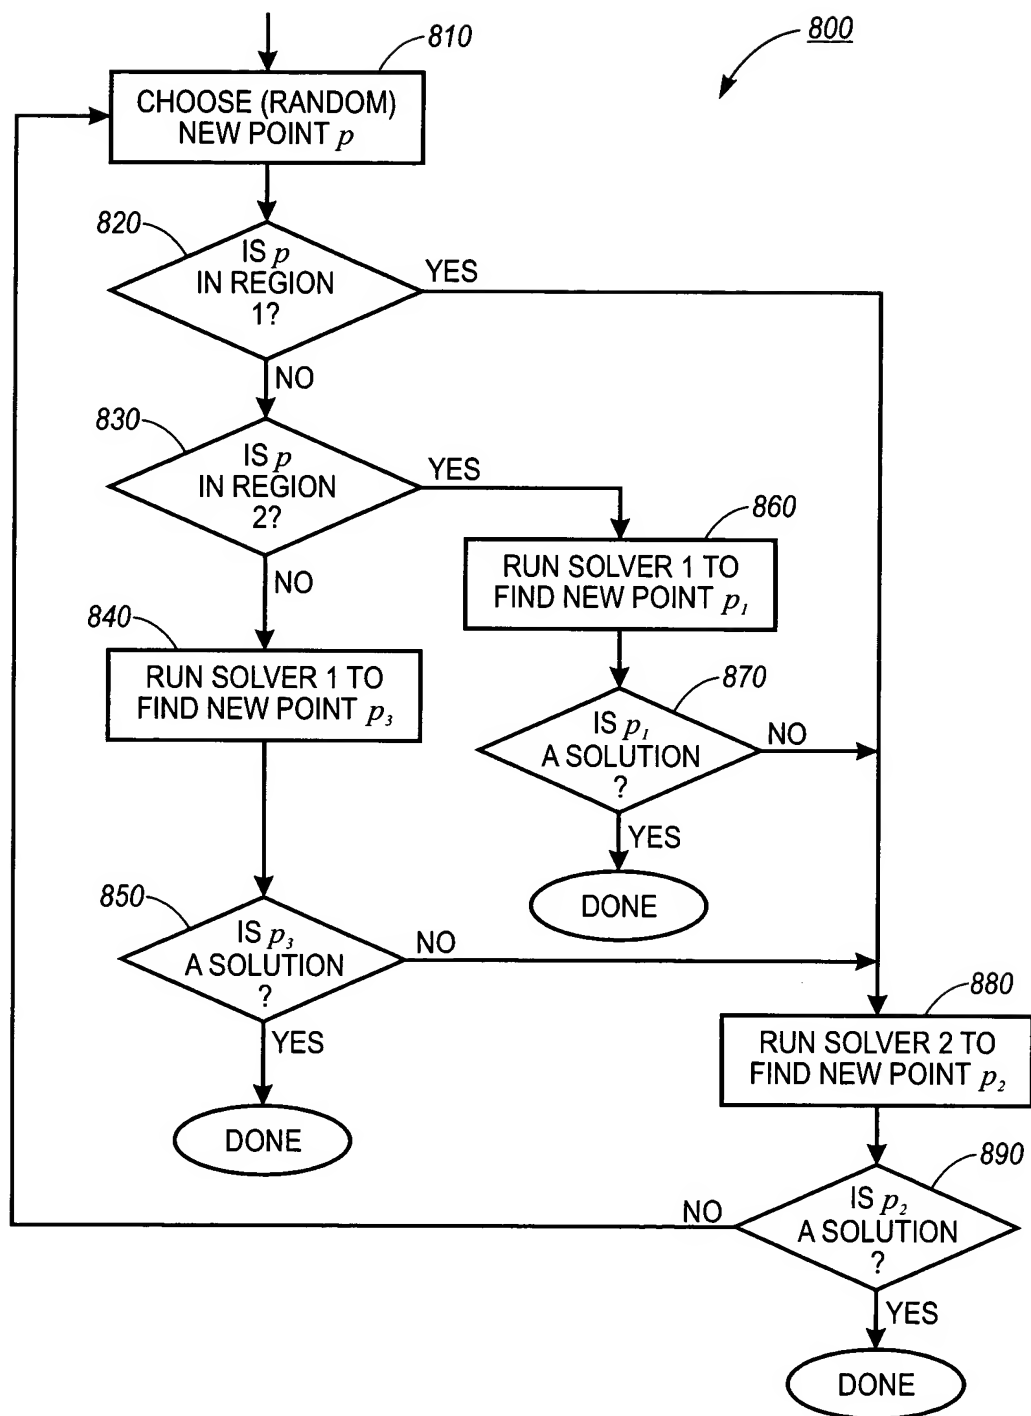 800
810
CHOOSE (RANDOM)
NEW POINT p
820
IS p
IN REGION
1?
YES
NO
830
IS p
IN REGION
2?
YES
NO
860
RUN SOLVER 1 TO
FIND NEW POINT p₁
840
RUN SOLVER 1 TO
FIND NEW POINT p₃
870
IS p₁
A SOLUTION
?
NO
YES
DONE
850
IS p₃
A SOLUTION
?
NO
YES
DONE
880
RUN SOLVER 2 TO
FIND NEW POINT p₂
890
IS p₂
A SOLUTION
?
NO
YES
DONE